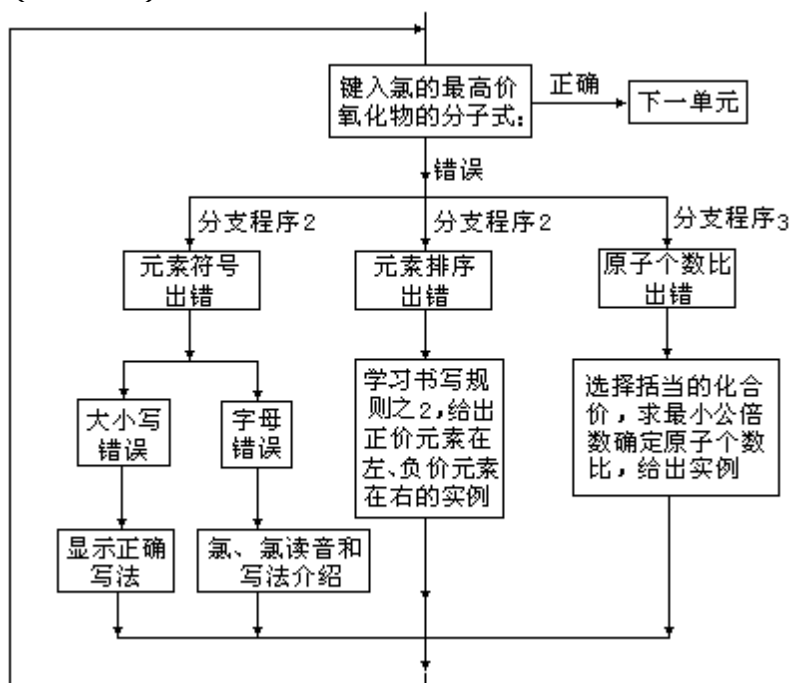 键入氯的最高价
氧化物的分子式：
正确
下一单元
错误
分支程序2
分支程序2
分支程序3
元素符号
出错
元素排序
出错
原子个数比
出错
大小写
错误
字母
错误
学习书写规
则之2，给出
正价元素在
左、负价元素
在右的实例
选择括当的化合
价，求最小公倍
数确定原子个数
比，给出实例
显示正确
写法
氯、氯读音和
写法介绍